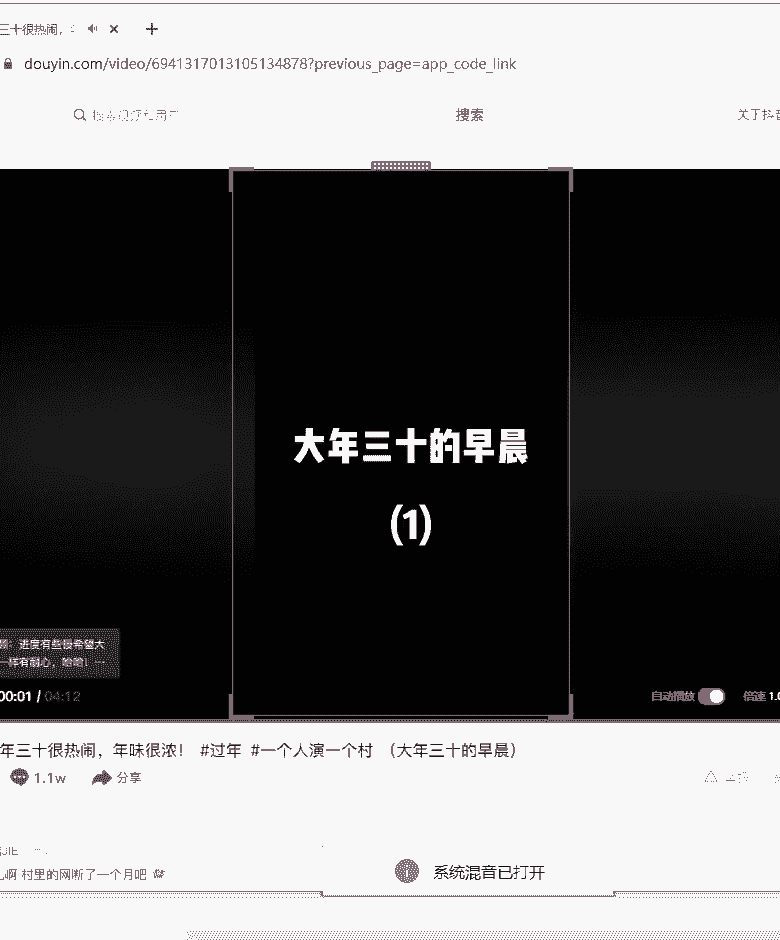 三十很热闹，
douyin.com/video/6941317013105134878?previous_page=app_code_link
搜索
关于抖音
大年三十的早晨
(1)
进度有些慢希望大
一样有耐心，哈哈！
00:01 / 04:12
自动播放 倍速 1.0
年三十很热闹，年味很浓！ #过年 #一个人演一个村 （大年三十的早晨）
1.1w 分享
啊 村里的网断了一个月吧
系统混音已打开